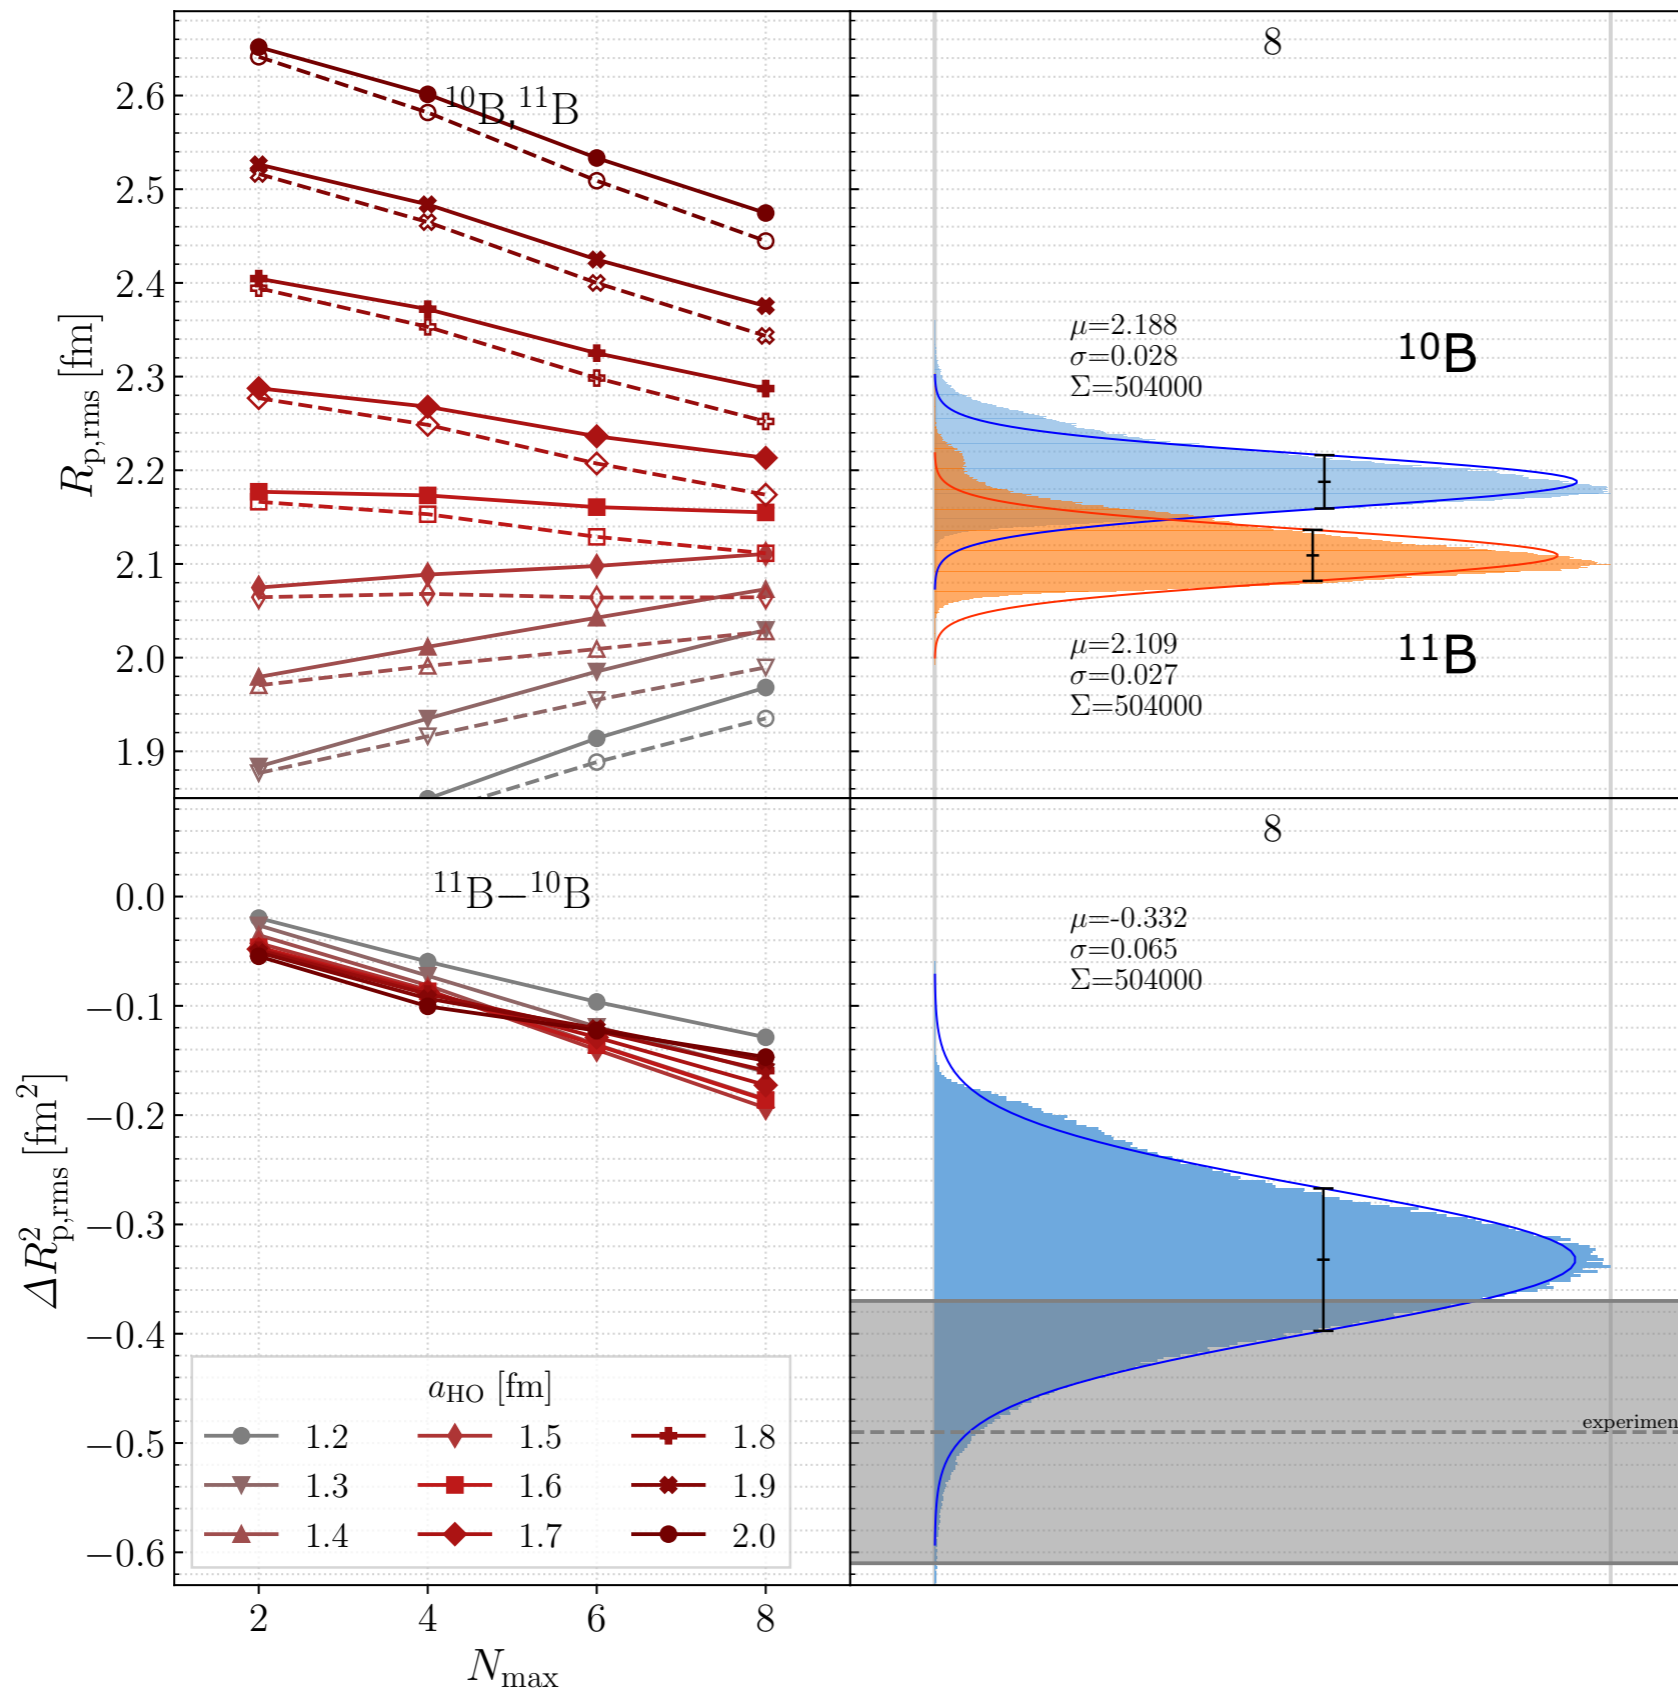 ¹⁰B,¹¹B
R_p,rms [fm]
2.6
2.5
2.4
2.3
2.2
2.1
2.0
1.9
8
μ=2.188
σ=0.028
Σ=504000
¹⁰B
μ=2.109
σ=0.027
Σ=504000
¹¹B
¹¹B−¹⁰B
ΔR²_p,rms [fm²]
0.0
−0.1
−0.2
−0.3
−0.4
−0.5
−0.6
a_HO [fm]
1.2 1.5 1.8
1.3 1.6 1.9
1.4 1.7 2.0
2 4 6 8
N_max
8
μ=-0.332
σ=0.065
Σ=504000
experimen